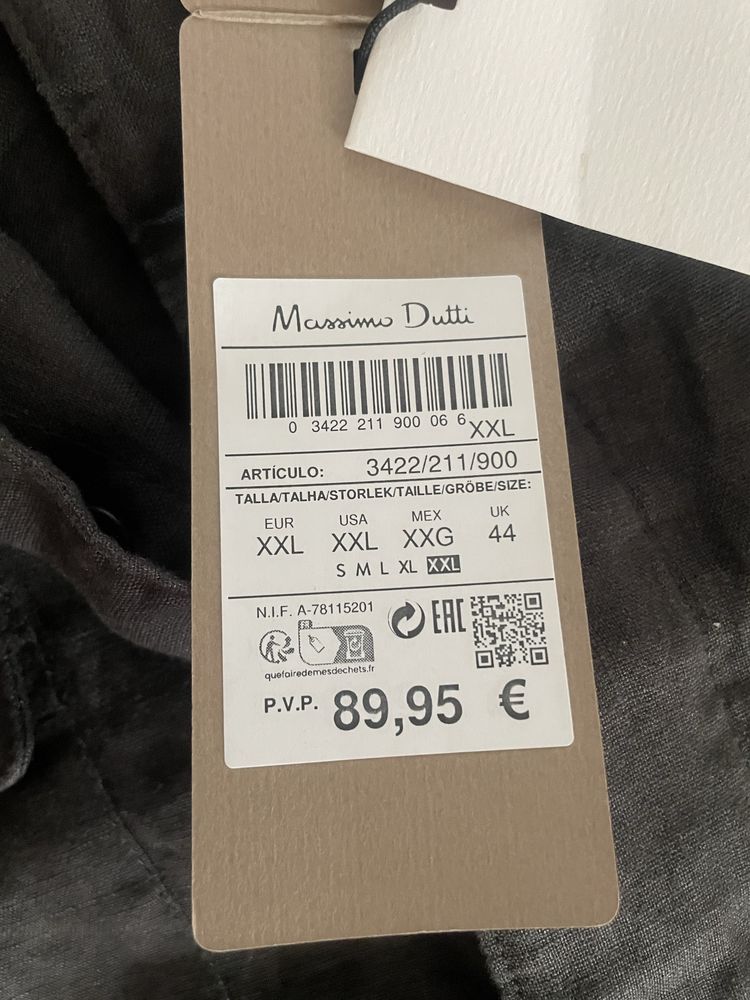 Massimo Dutti
0 3422 211 900 06 6
XXL
ARTÍCULO: 3422/211/900
TALLA/TALHA/STORLEK/TAILLE/GRÖBE/SIZE:
EUR USA MEX UK
XXL XXL XXG 44
S M L XL XXL
N.I.F. A-78115201
EAC
FR
quefairedemesdechets.fr
P.V.P. 89,95 €